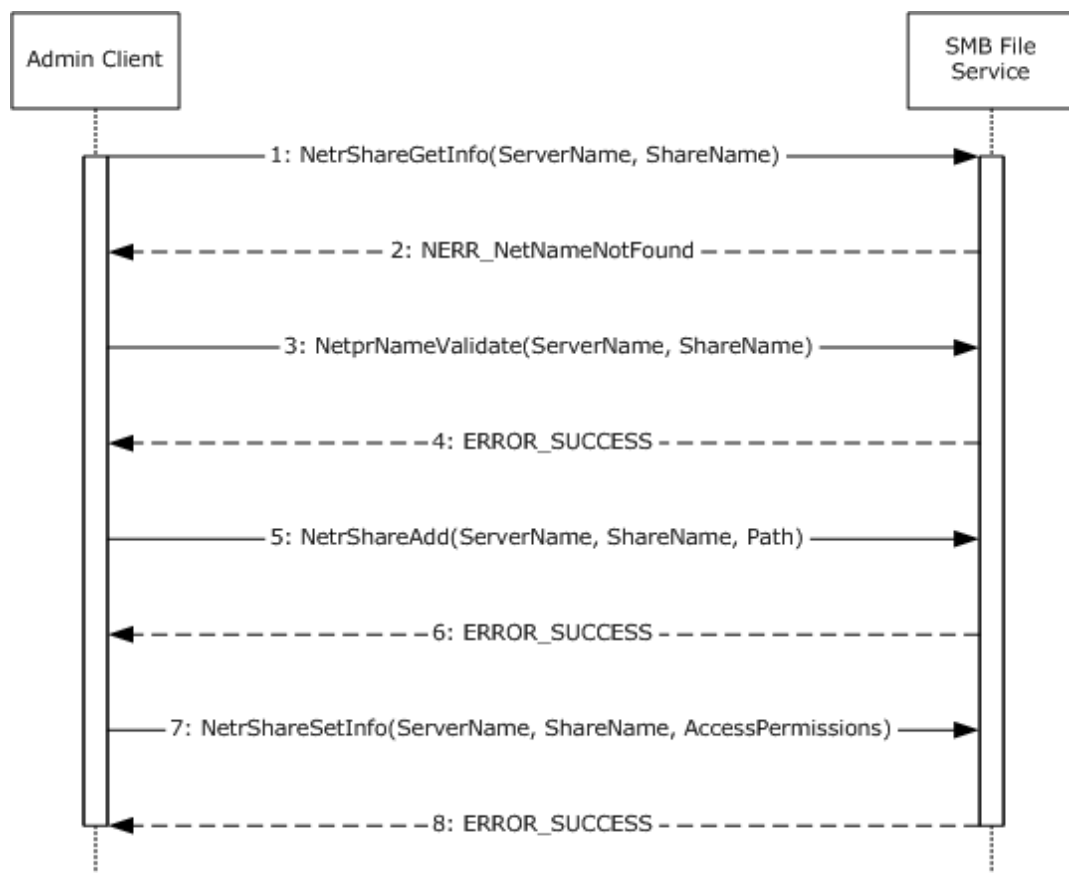 Admin Client
SMB File
Service
1: NetrShareGetInfo(ServerName, ShareName)
2: NERR_NetNameNotFound
3: NetprNameValidate(ServerName, ShareName)
4: ERROR_SUCCESS
5: NetrShareAdd(ServerName, ShareName, Path)
6: ERROR_SUCCESS
7: NetrShareSetInfo(ServerName, ShareName, AccessPermissions)
8: ERROR_SUCCESS